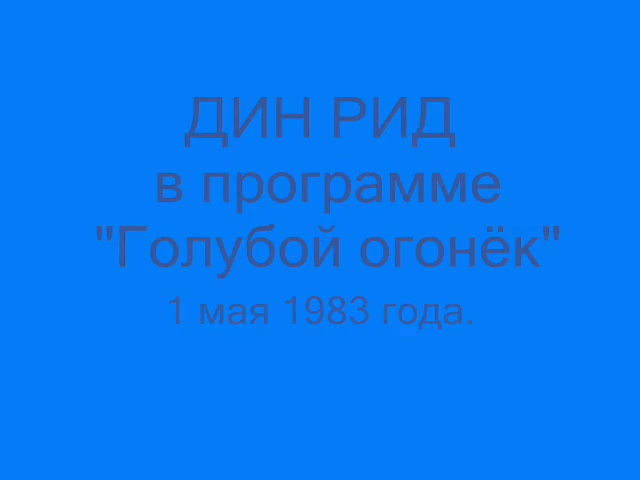 ДИН РИД
в программе
"Голубой огонёк"
1 мая 1983 года.